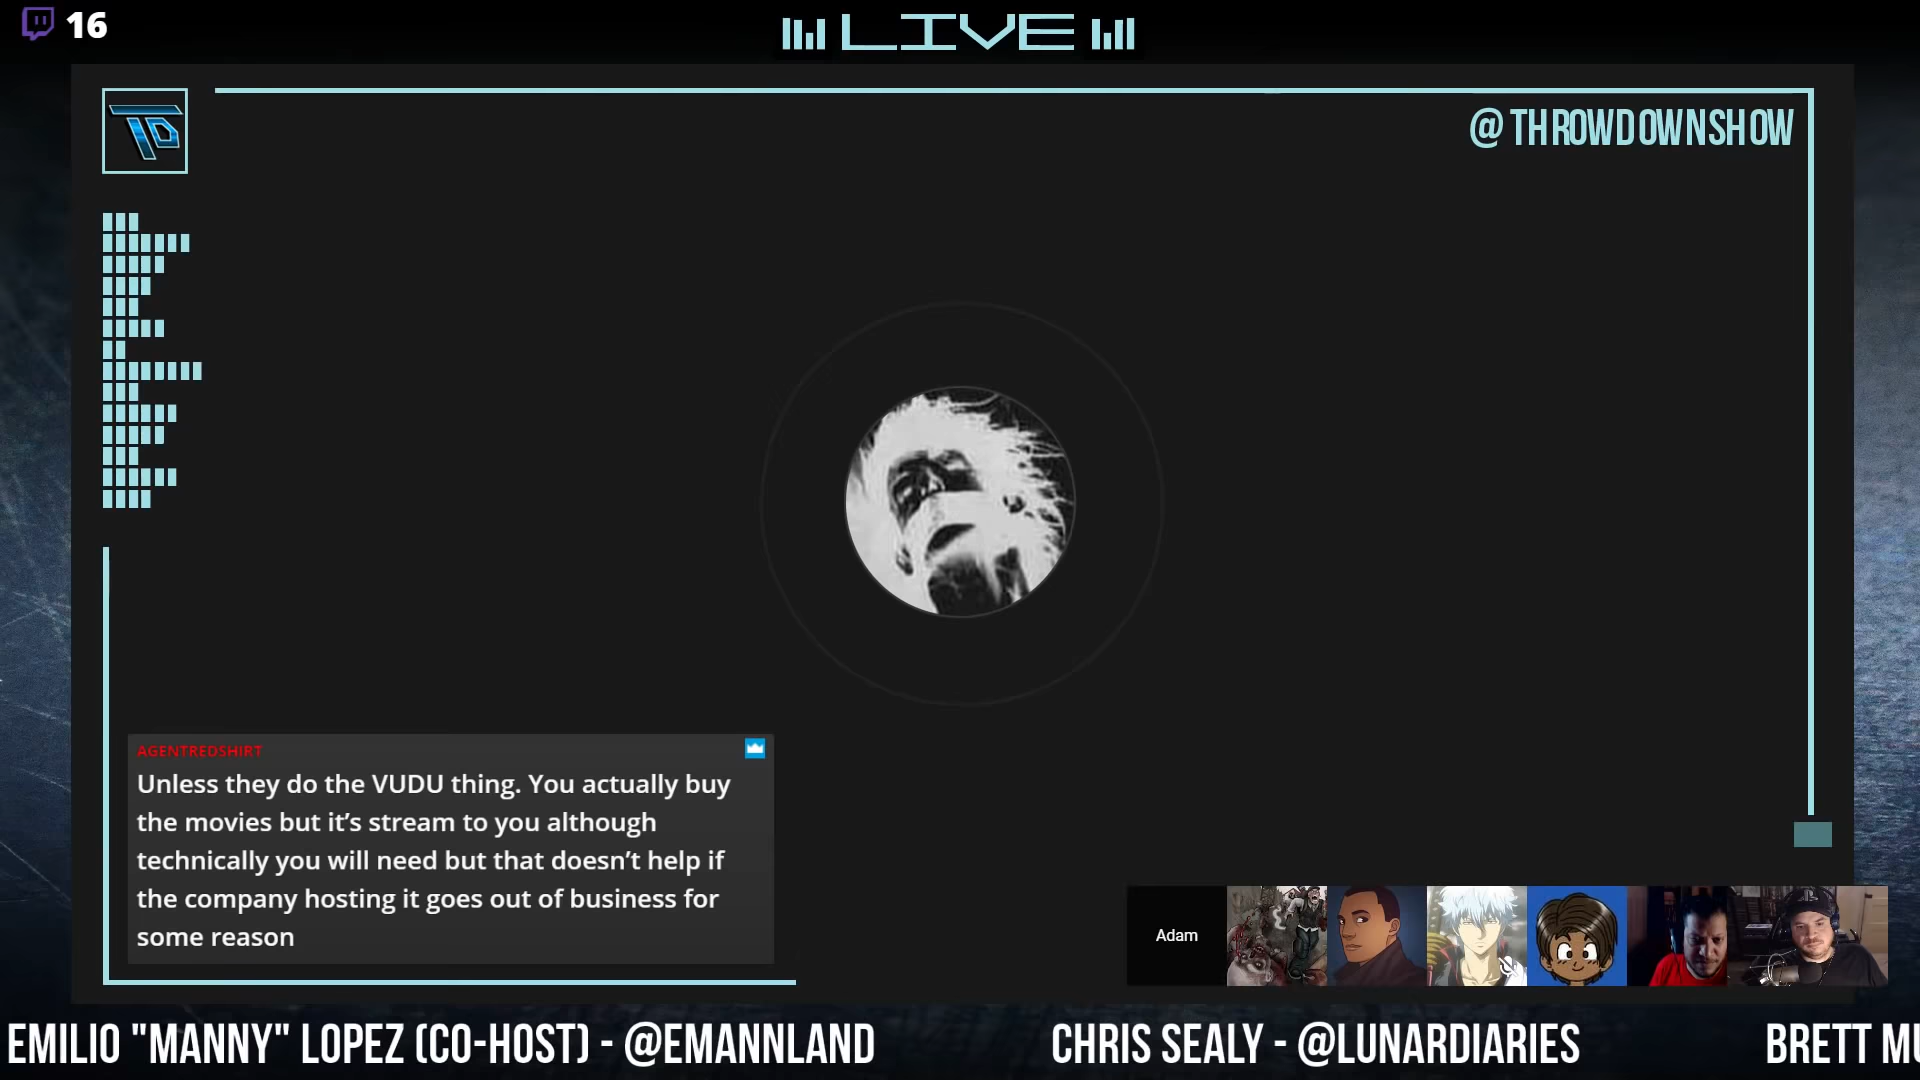 16
LIVE
TD
@THROWDOWNSHOW
AGENTREDSHIRT
Unless they do the VUDU thing. You actually buy
the movies but it’s stream to you although
technically you will need but that doesn’t help if
the company hosting it goes out of business for
some reason
Adam
EMILIO "MANNY" LOPEZ (CO-HOST) - @EMANNLAND CHRIS SEALY - @LUNARDIARIES BRETT